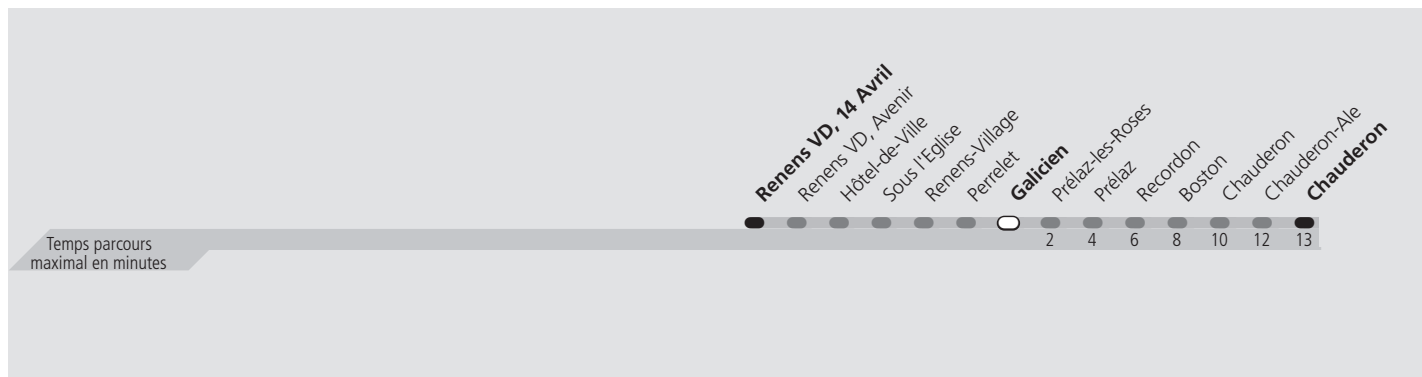 Renens VD, 14 Avril
Renens VD, Avenir
Hôtel-de-Ville
Sous l'Eglise
Renens-Village
Perrelet
Galicien
Prélaz-les-Roses
Prélaz
Recordon
Boston
Chauderon
Chauderon-Ale
Chauderon
Temps parcours
maximal en minutes
2 4 6 8 10 12 13